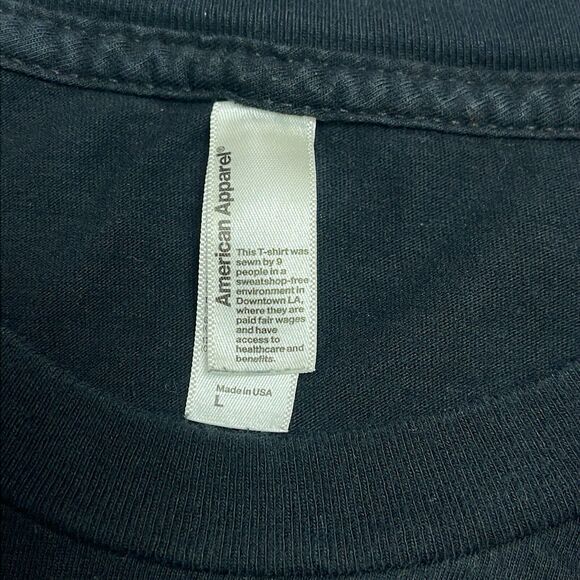 American Apparel®
This T-shirt was
sewn by 9
people in a
sweatshop-free
environment in
Downtown LA,
where they are
paid fair wages
and have
access to
healthcare and
benefits.
Made in USA
L